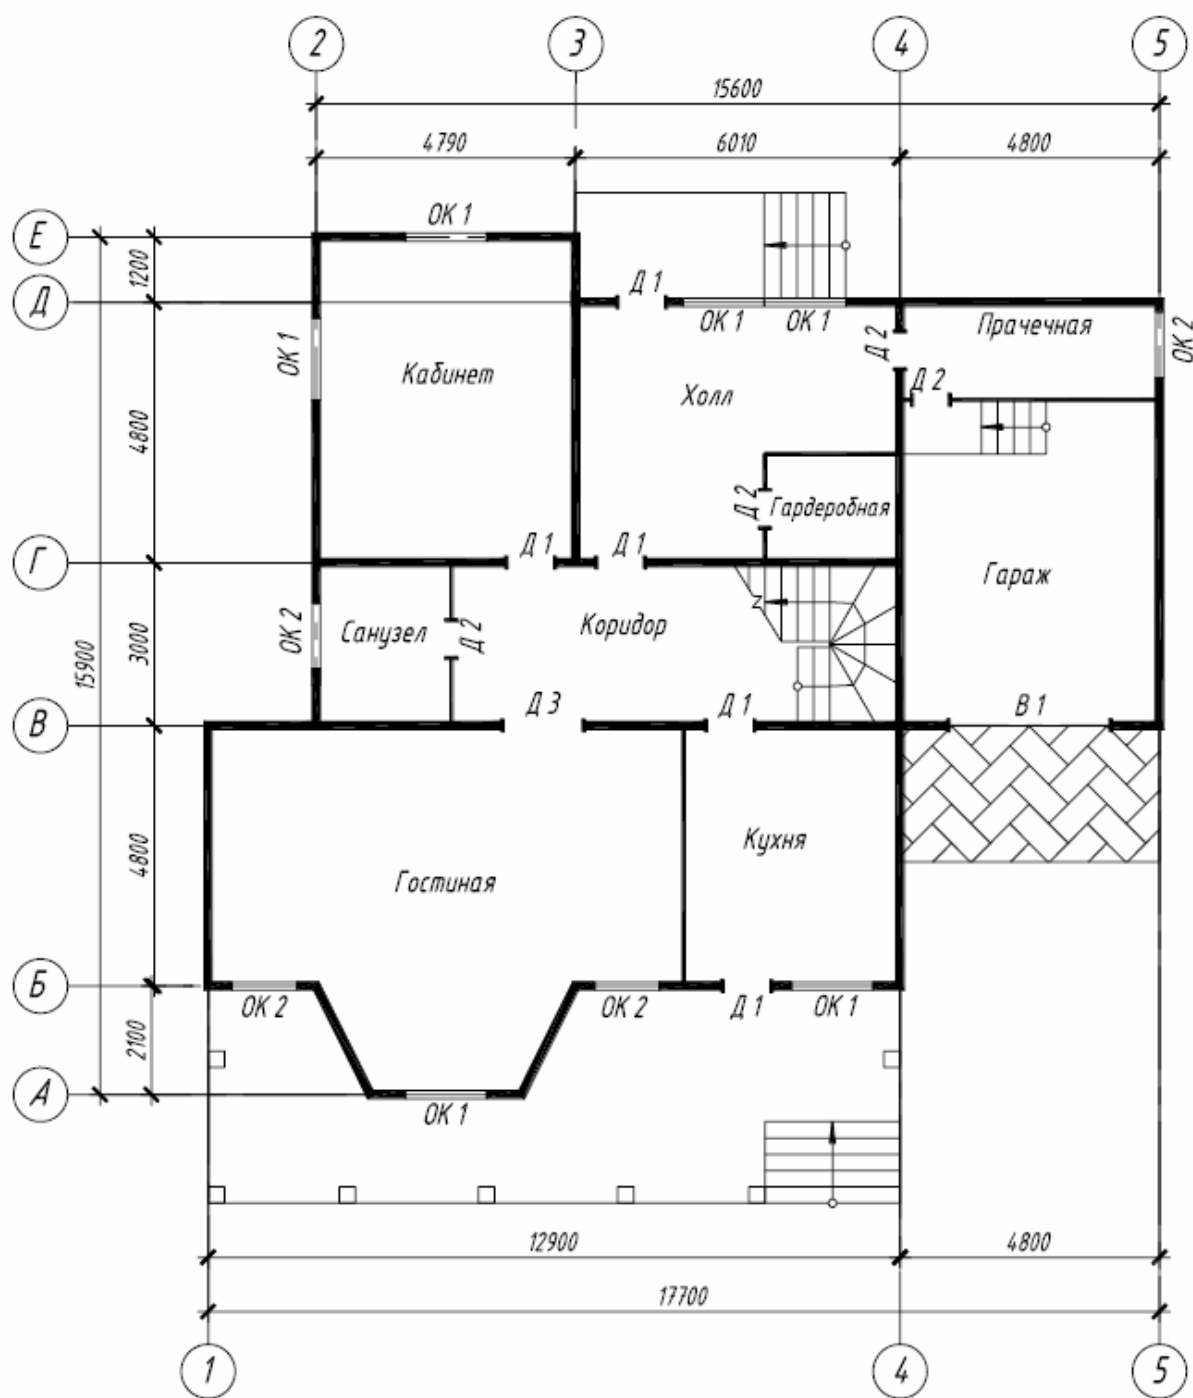 2
3
4
5
15600
4790
6010
4800
Е
ОК 1
1200
Д
Д 1
ОК 1
ОК 1
Прачечная
ОК 2
ОК 1
Д 2
Кабинет
Холл
Д 2
4800
Д 2
Гардеробная
Г
Д 1
Д 1
Гараж
3000
ОК 2
Санузел
Д 2
Коридор
15900
В
Д 3
Д 1
В 1
4800
Кухня
Гостиная
Б
ОК 2
ОК 2
Д 1
ОК 1
2100
А
ОК 1
12900
4800
17700
1
4
5